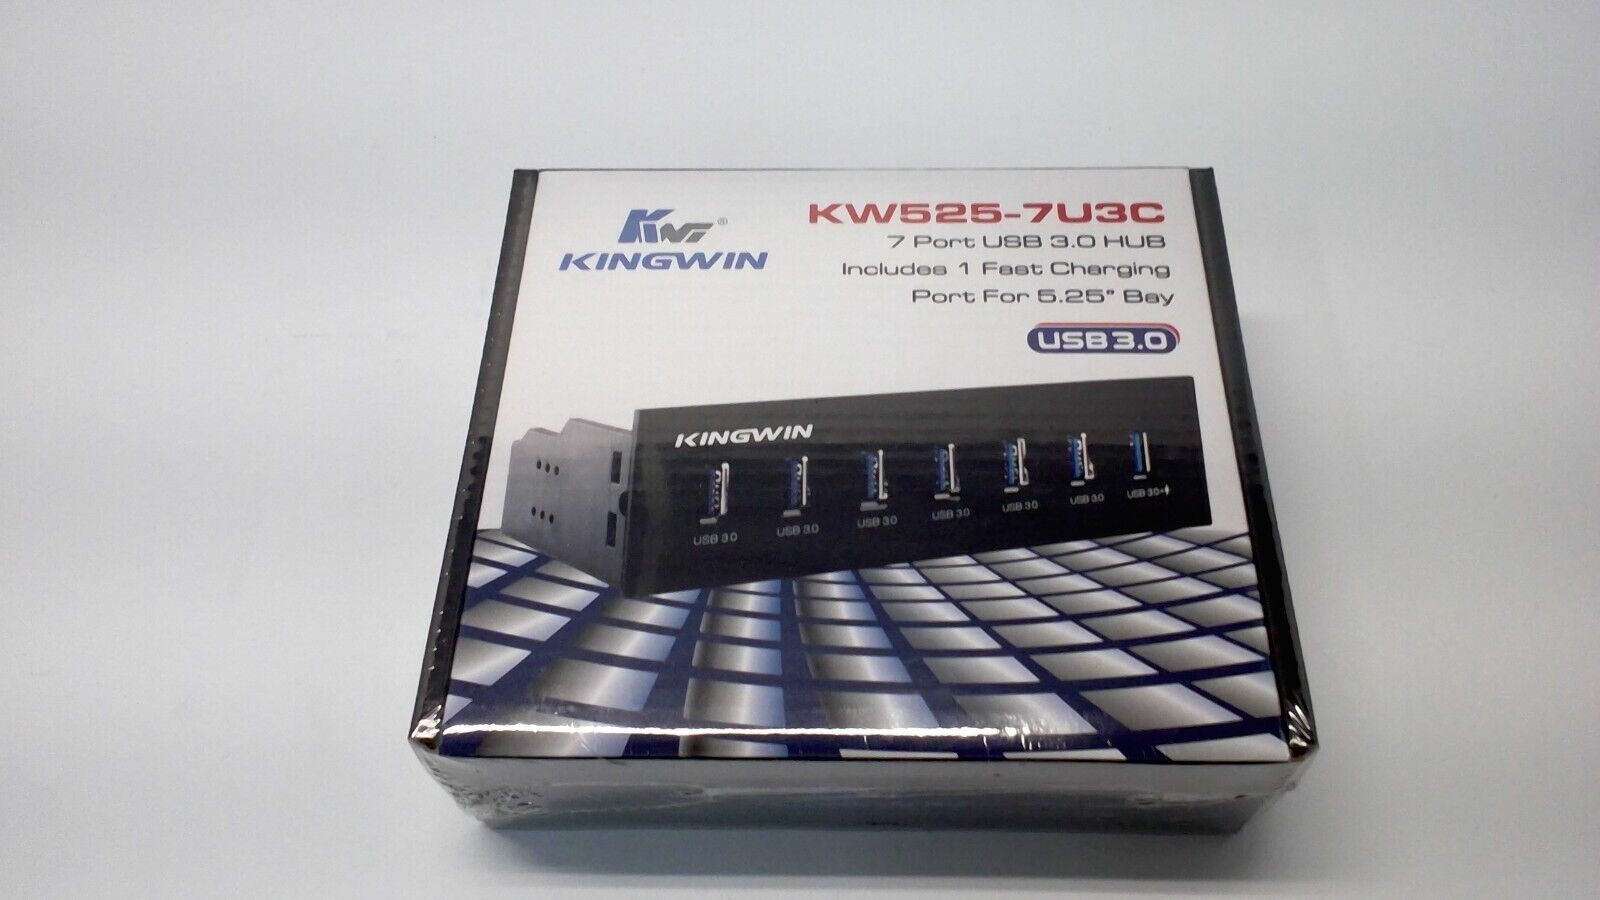 KW ®
KINGWIN
KW525-7U3C
7 Port USB 3.0 HUB
Includes 1 Fast Charging
Port For 5.25" Bay
USB 3.0
KINGWIN
USB 3.0 USB 3.0 USB 3.0 USB 3.0 USB 3.0 USB 3.0 USB 3.0+